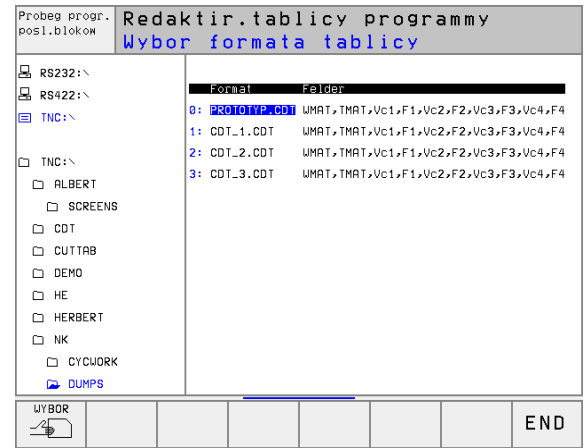 Probeg progr.
posl.blokow
Redaktir.tablicy programmy
Wybor formata tablicy
RS232:\
RS422:\
TNC:\
TNC:\
ALBERT
SCREENS
CDT
CUTTAB
DEMO
HE
HERBERT
NK
CYCWORK
DUMPS
Format Felder
0: PROTOTYP.CDT WMAT,TMAT,Vc1,F1,Vc2,F2,Vc3,F3,Vc4,F4
1: CDT_1.CDT WMAT,TMAT,Vc1,F1,Vc2,F2,Vc3,F3,Vc4,F4
2: CDT_2.CDT WMAT,TMAT,Vc1,F1,Vc2,F2,Vc3,F3,Vc4,F4
3: CDT_3.CDT WMAT,TMAT,Vc1,F1,Vc2,F2,Vc3,F3,Vc4,F4
WYBOR
END